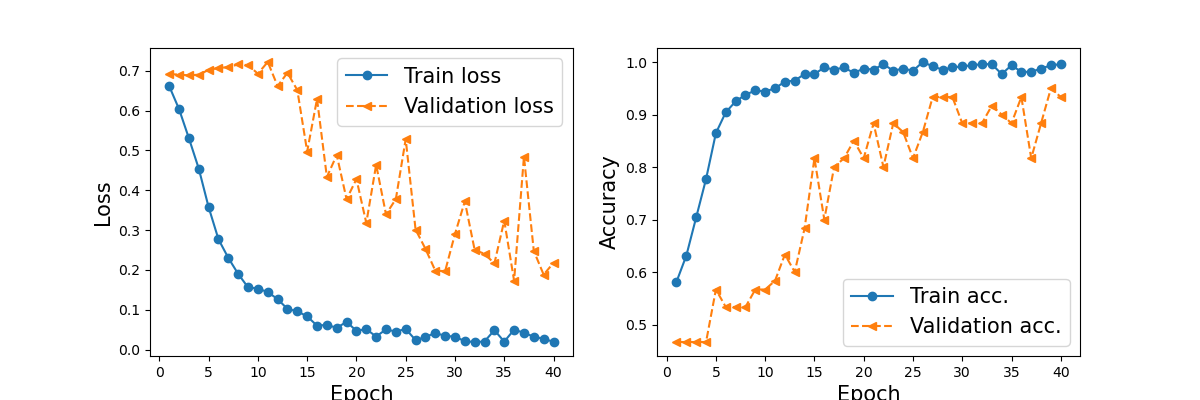 0.7
0.6
0.5
0.4
0.3
0.2
0.1
0.0
Loss
0 5 10 15 20 25 30 35 40
Epoch
Train loss
Validation loss
1.0
0.9
0.8
0.7
0.6
0.5
Accuracy
0 5 10 15 20 25 30 35 40
Epoch
Train acc.
Validation acc.